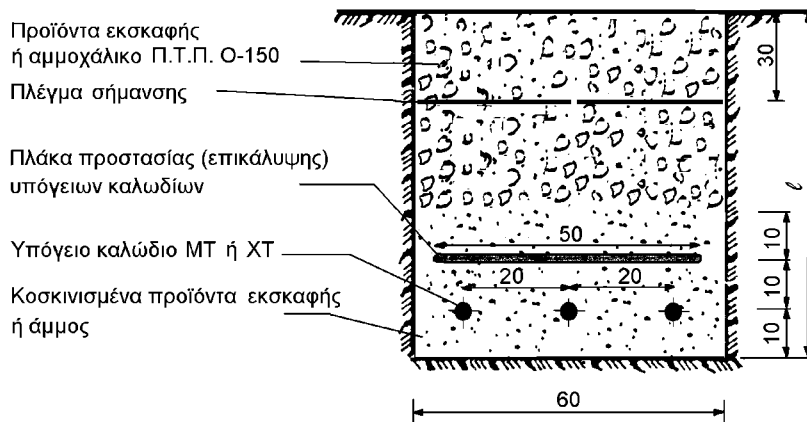 Προϊόντα εκσκαφής
ή αμμοχάλικο Π.Τ.Π. Ο-150
Πλέγμα σήμανσης
Πλάκα προστασίας (επικάλυψης)
υπόγειων καλωδίων
Υπόγειο καλώδιο ΜΤ ή ΧΤ
Κοσκινισμένα προϊόντα εκσκαφής
ή άμμος
30
ℓ
50
10
20
20
10
10
60